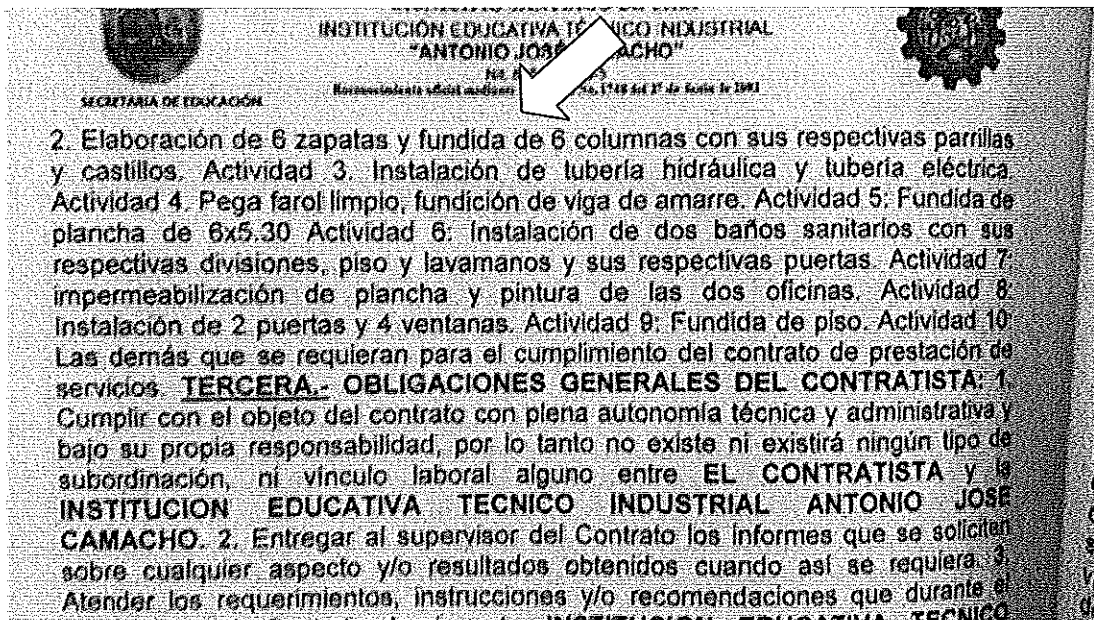 INSTITUCIÓN EDUCATIVA INDUSTRIAL
"ANTONIO
SECRETARIA DE EDUCACIÓN
2. Elaboración de 6 zapatas y fundida de 6 columnas con sus respectivas parrillas
y castillos. Actividad 3. Instalación de tubería hidráulica y tubería eléctrica.
Actividad 4. Pega farol limpio, fundición de viga de amarre. Actividad 5: Fundida de
plancha de 6x5.30 Actividad 6: Instalación de dos baños sanitarios con sus
respectivas divisiones, piso y lavamanos y sus respectivas puertas. Actividad 7:
impermeabilización de plancha y pintura de las dos oficinas. Actividad 8:
Instalación de 2 puertas y 4 ventanas. Actividad 9: Fundida de piso. Actividad 10:
Las demás que se requieran para el cumplimiento del contrato de prestación de
servicios. TERCERA.- OBLIGACIONES GENERALES DEL CONTRATISTA: 1.
Cumplir con el objeto del contrato con plena autonomía técnica y administrativa y
bajo su propia responsabilidad, por lo tanto no existe ni existirá ningún tipo de
subordinación, ni vínculo laboral alguno entre EL CONTRATISTA y la
INSTITUCION EDUCATIVA TECNICO INDUSTRIAL ANTONIO JOSE
CAMACHO. 2. Entregar al supervisor del Contrato los informes que se soliciten
sobre cualquier aspecto y/o resultados obtenidos cuando así se requiera. 3.
Atender los requerimientos, instrucciones y/o recomendaciones que durante el
INSTITUCION EDUCATIVA TECNICO